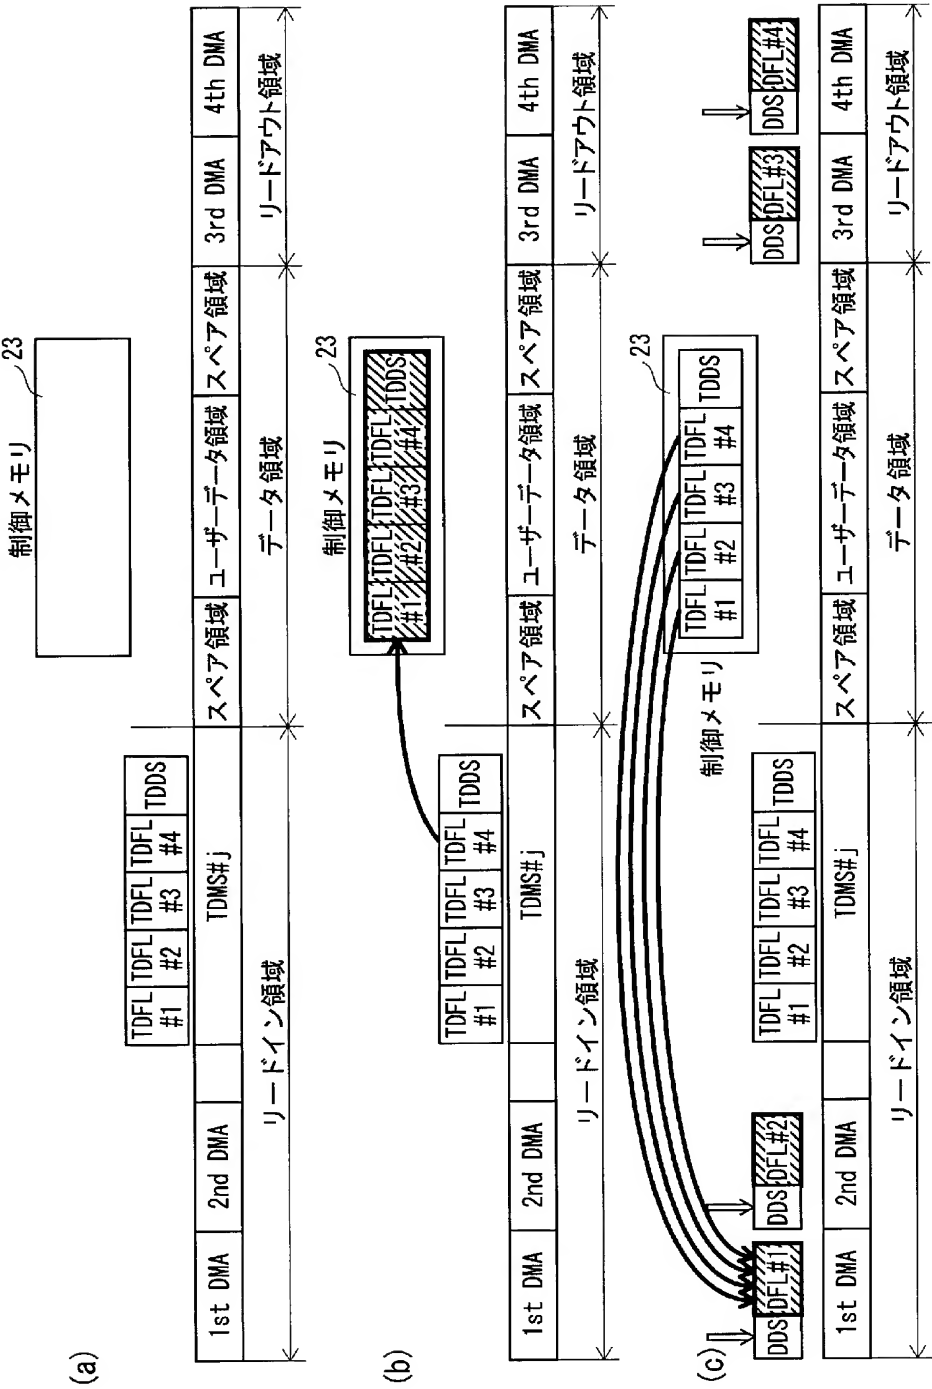 (a)
制御メモリ
23
TDFL #1
TDFL #2
TDFL #3
TDFL #4
TDDS
1st DMA
2nd DMA
TDMS#j
スペア領域
ユーザーデータ領域
スペア領域
3rd DMA
4th DMA
リードイン領域
データ領域
リードアウト領域
(b)
制御メモリ
23
TDFL #1
TDFL #2
TDFL #3
TDFL #4
TDDS
TDFL #1
TDFL #2
TDFL #3
TDFL #4
TDDS
1st DMA
2nd DMA
TDMS#j
スペア領域
ユーザーデータ領域
スペア領域
3rd DMA
4th DMA
リードイン領域
データ領域
リードアウト領域
(c)
制御メモリ
23
TDFL #1
TDFL #2
TDFL #3
TDFL #4
TDDS
DDS
DFL#1
DDS
DFL#2
TDFL #1
TDFL #2
TDFL #3
TDFL #4
TDDS
DDS
DFL#3
DDS
DFL#4
1st DMA
2nd DMA
TDMS#j
スペア領域
ユーザーデータ領域
スペア領域
3rd DMA
4th DMA
リードイン領域
データ領域
リードアウト領域